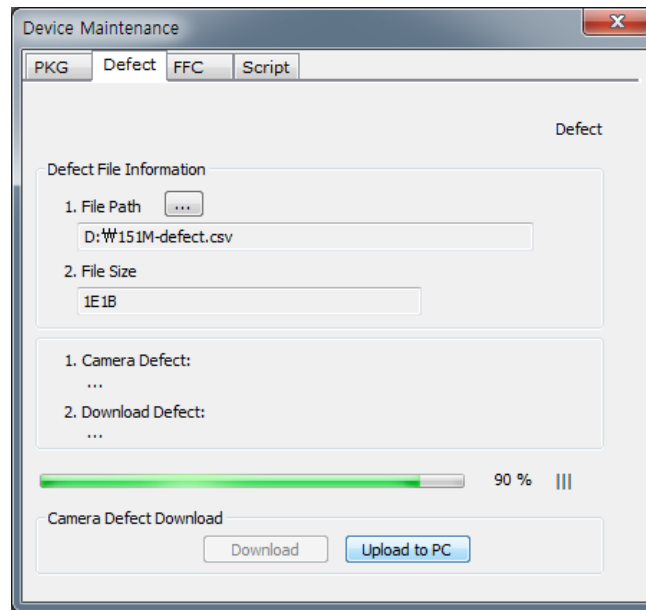 Device Maintenance
PKG Defect FFC Script
Defect
Defect File Information
1. File Path ...
D:₩151M-defect.csv
2. File Size
1E1B
1. Camera Defect:
...
2. Download Defect:
...
90 %
Camera Defect Download
Download Upload to PC